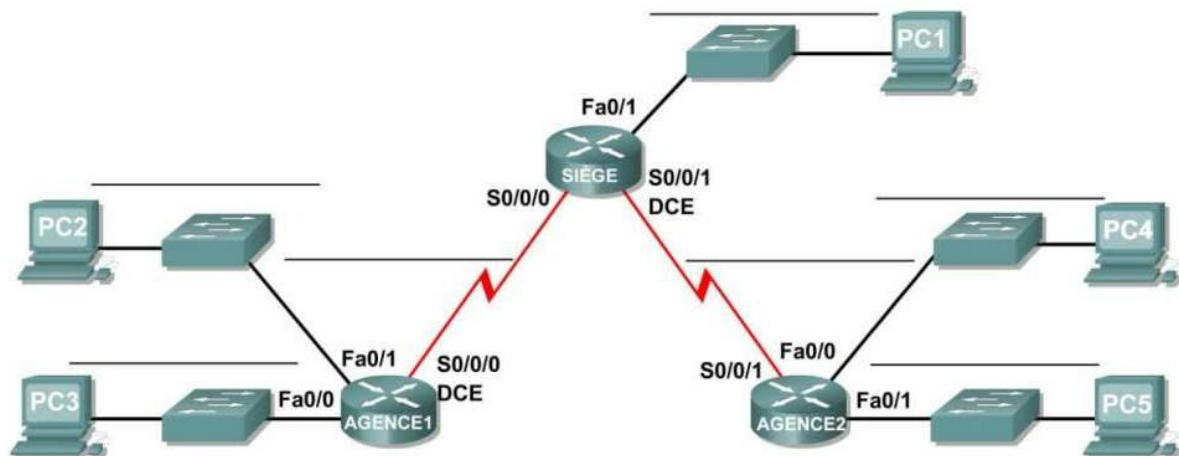 PC1
Fa0/1
SIÈGE
S0/0/0
S0/0/1
DCE
PC2
PC4
Fa0/1
S0/0/0
DCE
Fa0/0
S0/0/1
PC3
Fa0/0
AGENCE1
AGENCE2
Fa0/1
PC5